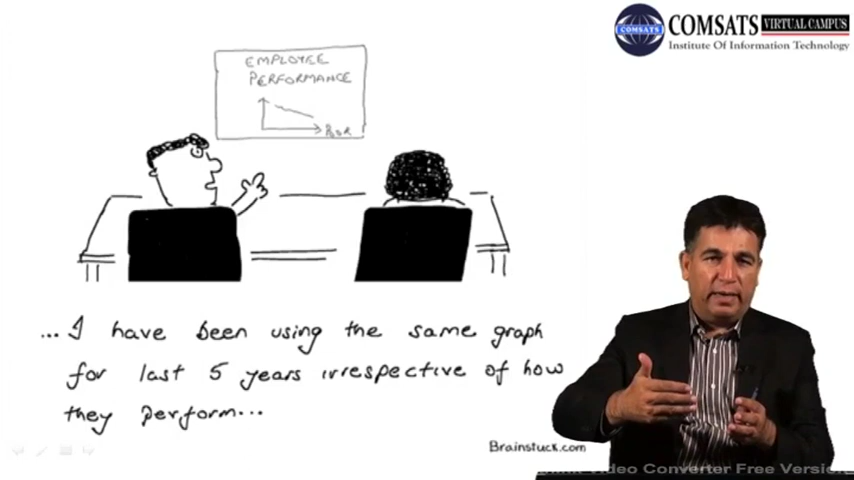 COMSATS VIRTUAL CAMPUS
Institute Of Information Technology
COMSATS
EMPLOYEE
PERFORMANCE
... I have been using the same graph
for last 5 years irrespective of how
they perform...
Brainstuck.com
Video Converter Free Version